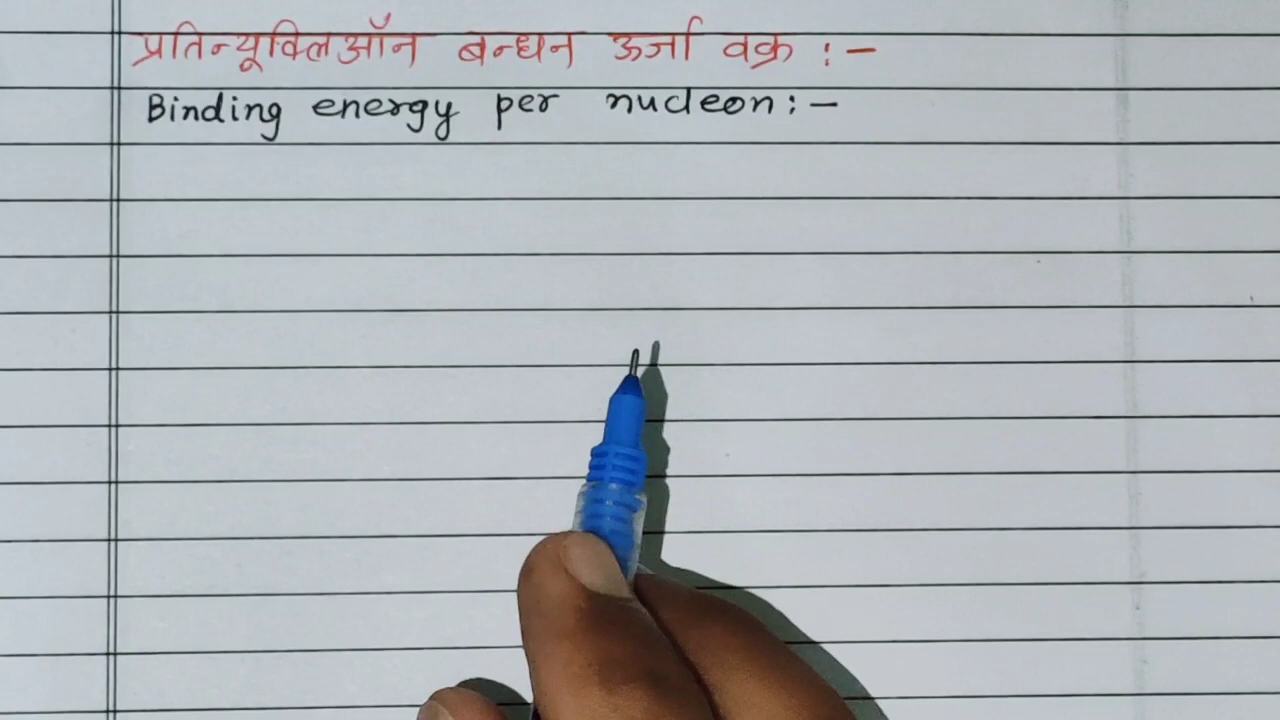 प्रतिन्यूक्लिऑन बन्धन ऊर्जा वक्र :-
Binding energy per nucleon:-